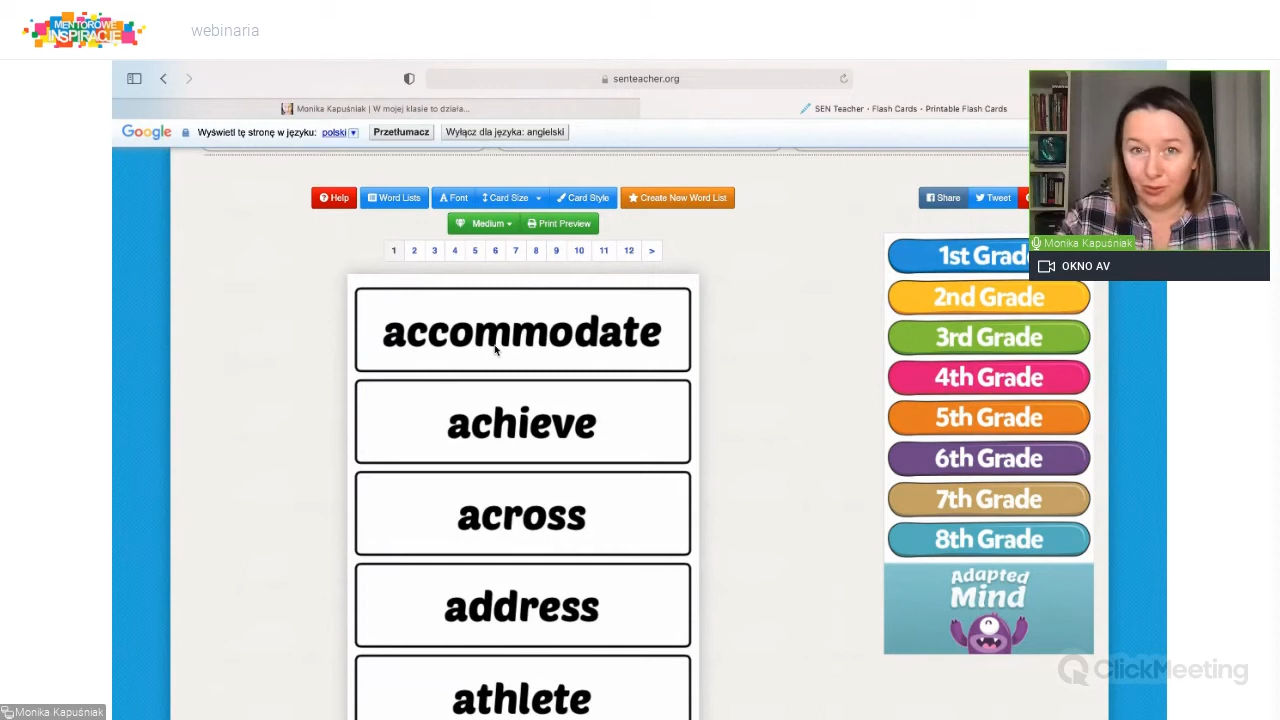 MENTOROWE
INSPIRACJE
webinaria
senteacher.org
Monika Kapuśniak | W mojej klasie to działa...
SEN Teacher - Flash Cards - Printable Flash Cards
Google
Wyświetl tę stronę w języku: polski
Przetłumacz
Wyłącz dla języka: angielski
Help
Word Lists
Font
Card Size
Card Style
Create New Word List
Share
Tweet
Medium
Print Preview
1 2 3 4 5 6 7 8 9 10 11 12 >
accommodate
achieve
across
address
athlete
Monika Kapuśniak
OKNO AV
1st Grade
2nd Grade
3rd Grade
4th Grade
5th Grade
6th Grade
7th Grade
8th Grade
Adapted
Mind
ClickMeeting
Monika Kapuśniak